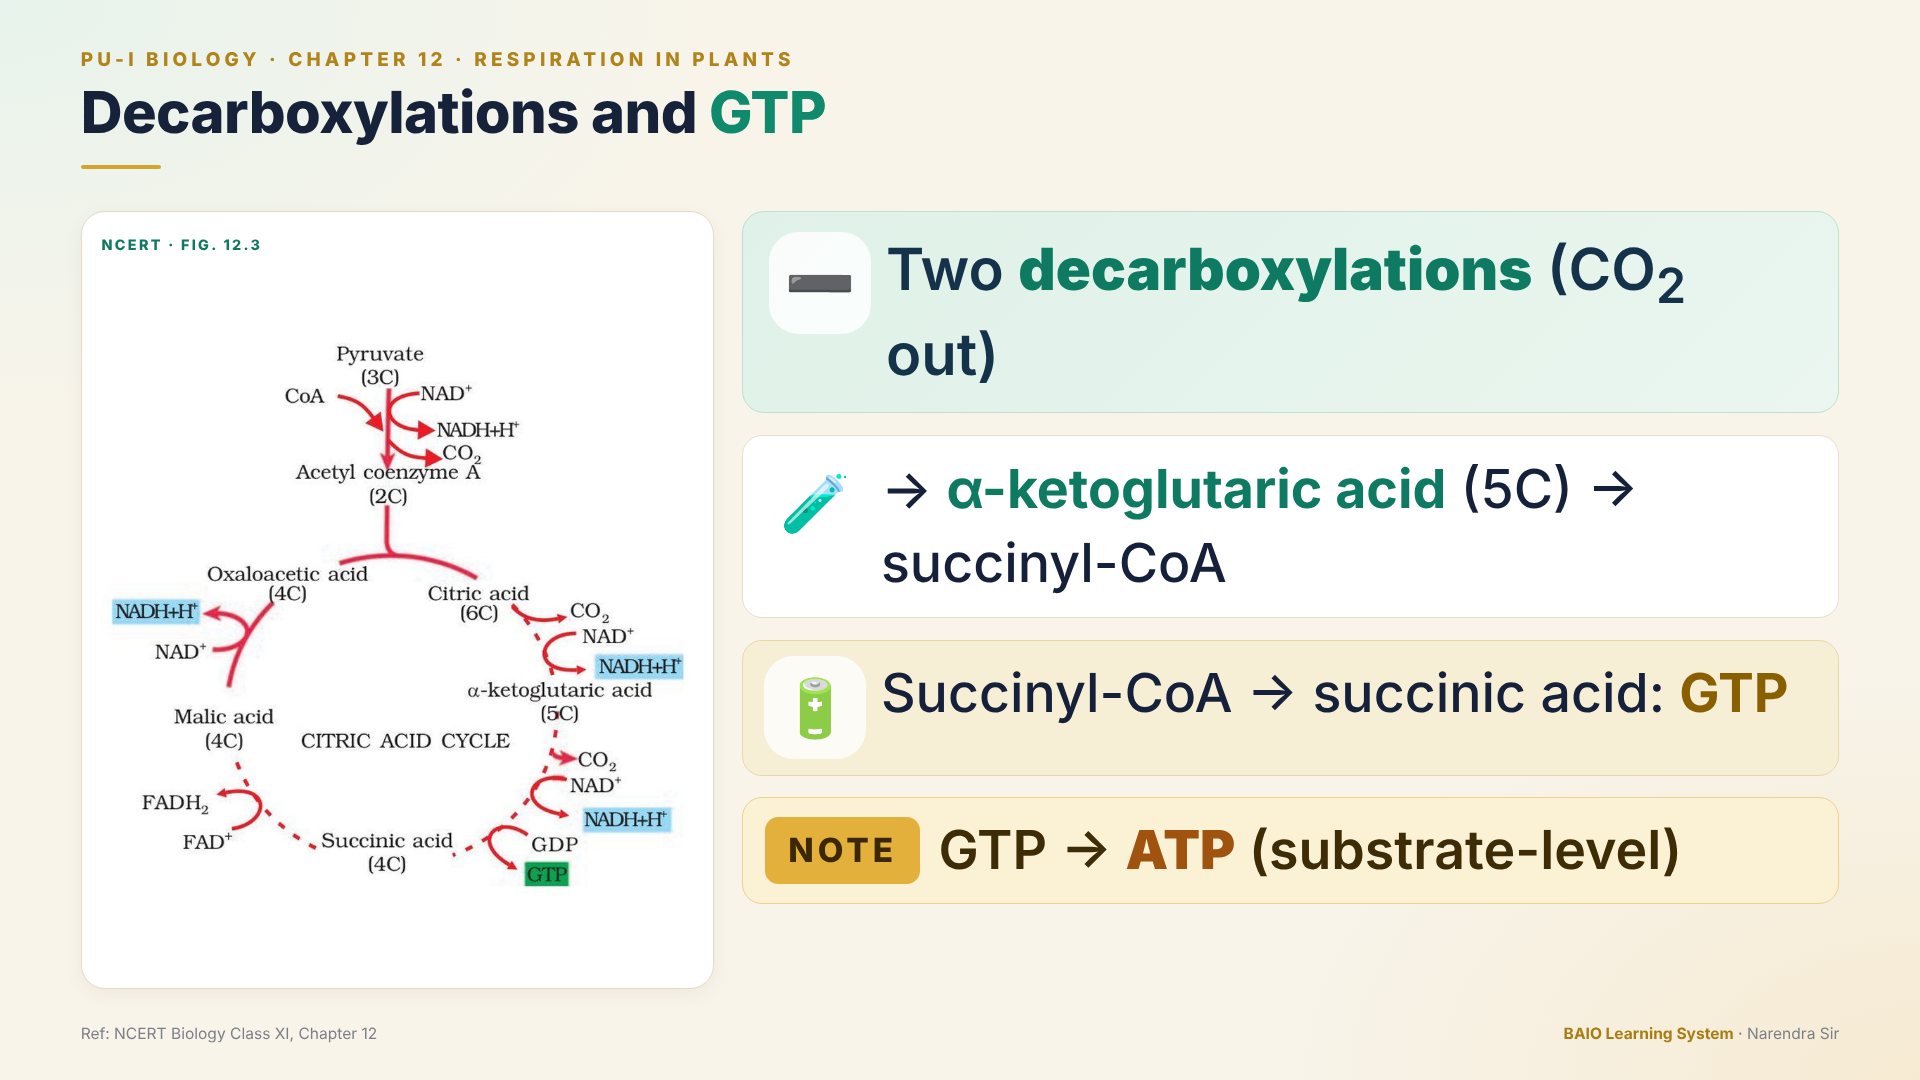 PU-I BIOLOGY · CHAPTER 12 · RESPIRATION IN PLANTS
Decarboxylations and GTP
NCERT · FIG. 12.3
Pyruvate
(3C)
CoA
NAD⁺
NADH+H⁺
CO₂
Acetyl coenzyme A
(2C)
Oxaloacetic acid
(4C)
Citric acid
(6C)
NADH+H⁺
CO₂
NAD⁺
NAD⁺
NADH+H⁺
α-ketoglutaric acid
(5C)
Malic acid
(4C)
CITRIC ACID CYCLE
CO₂
NAD⁺
NADH+H⁺
FADH₂
FAD⁺
Succinic acid
(4C)
GDP
GTP
Two decarboxylations (CO₂
out)
→ α-ketoglutaric acid (5C) →
succinyl-CoA
Succinyl-CoA → succinic acid: GTP
NOTE GTP → ATP (substrate-level)
Ref: NCERT Biology Class XI, Chapter 12
BAIO Learning System · Narendra Sir